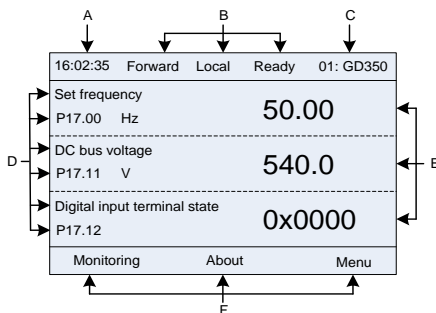 A B C
16:02:35 Forward Local Ready 01: GD350
Set frequency
P17.00 Hz 50.00
DC bus voltage
D P17.11 V 540.0 E
Digital input terminal state
P17.12 0x0000
Monitoring About Menu
F